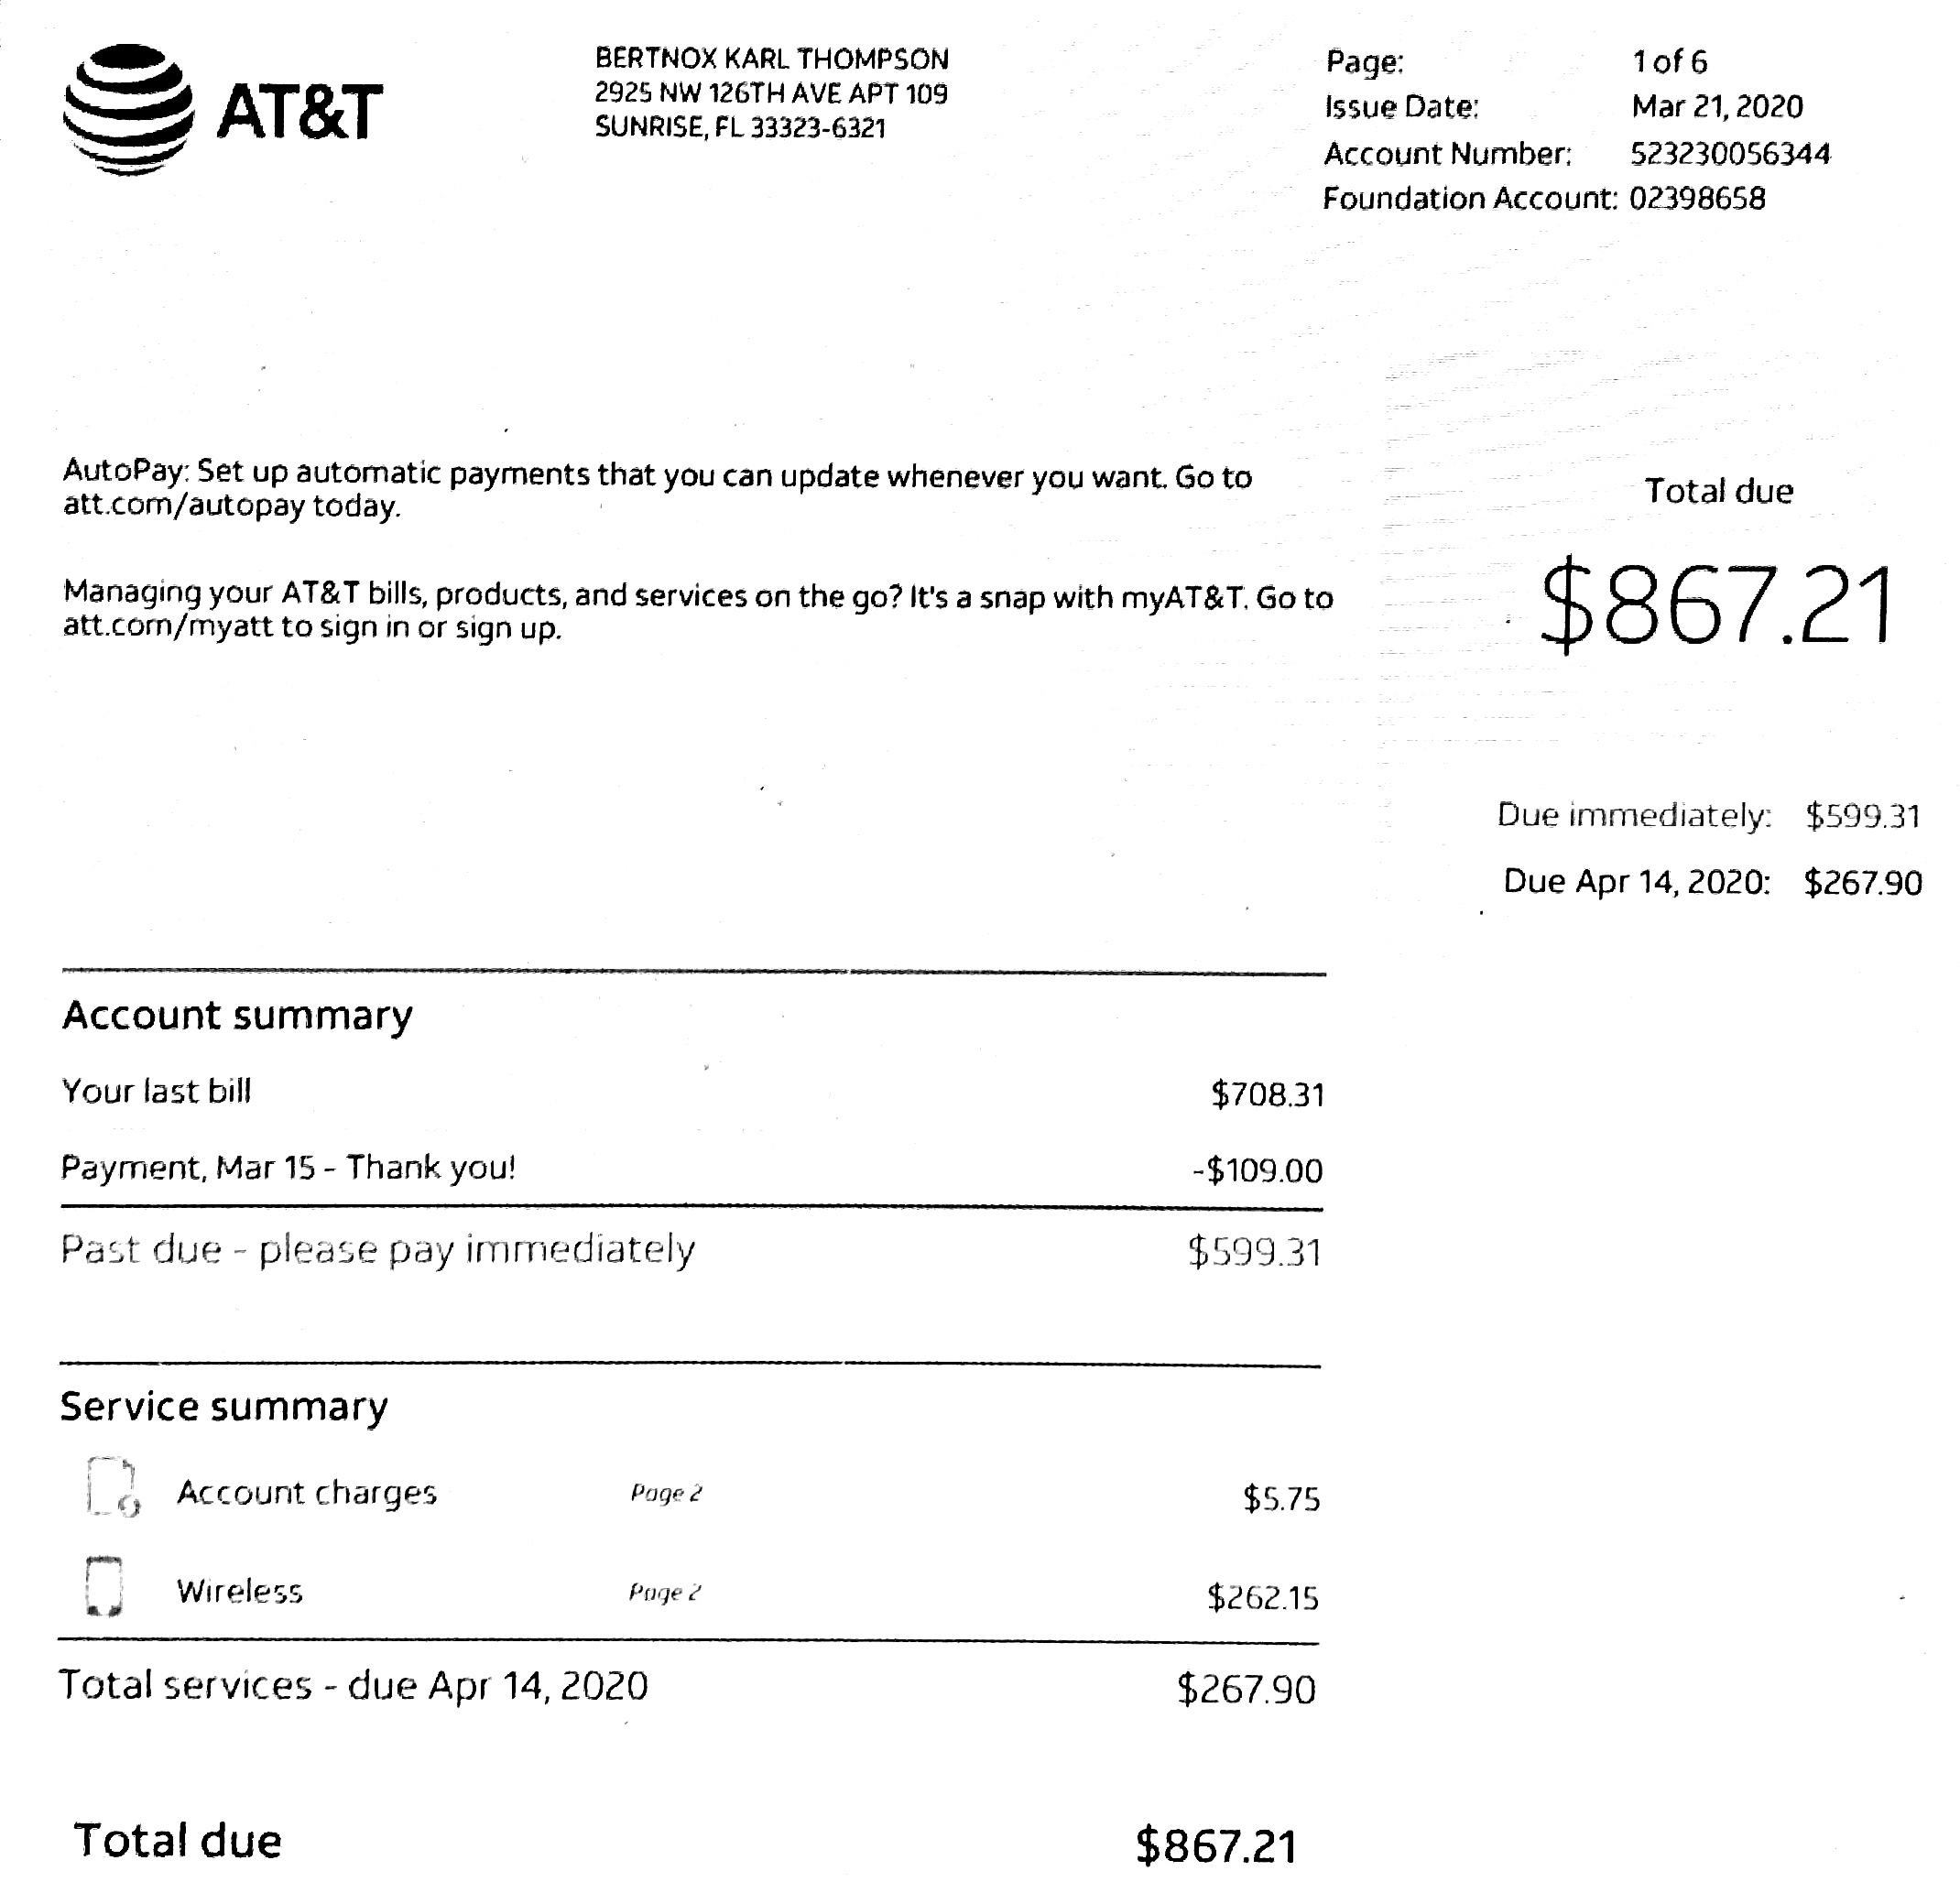 AT&T
BERTNOX KARL THOMPSON
2925 NW 126TH AVE APT 109
SUNRISE, FL 33323-6321
Page: 1 of 6
Issue Date: Mar 21, 2020
Account Number: 523230056344
Foundation Account: 02398658
AutoPay: Set up automatic payments that you can update whenever you want. Go to
att.com/autopay today.
Managing your AT&T bills, products, and services on the go? It's a snap with myAT&T. Go to
att.com/myatt to sign in or sign up.
Total due
$867.21
Due immediately: $599.31
Due Apr 14, 2020: $267.90
Account summary
Your last bill $708.31
Payment, Mar 15 - Thank you! -$109.00
Past due - please pay immediately $599.31
Service summary
Account charges Page 2 $5.75
Wireless Page 2 $262.15
Total services - due Apr 14, 2020 $267.90
Total due $867.21